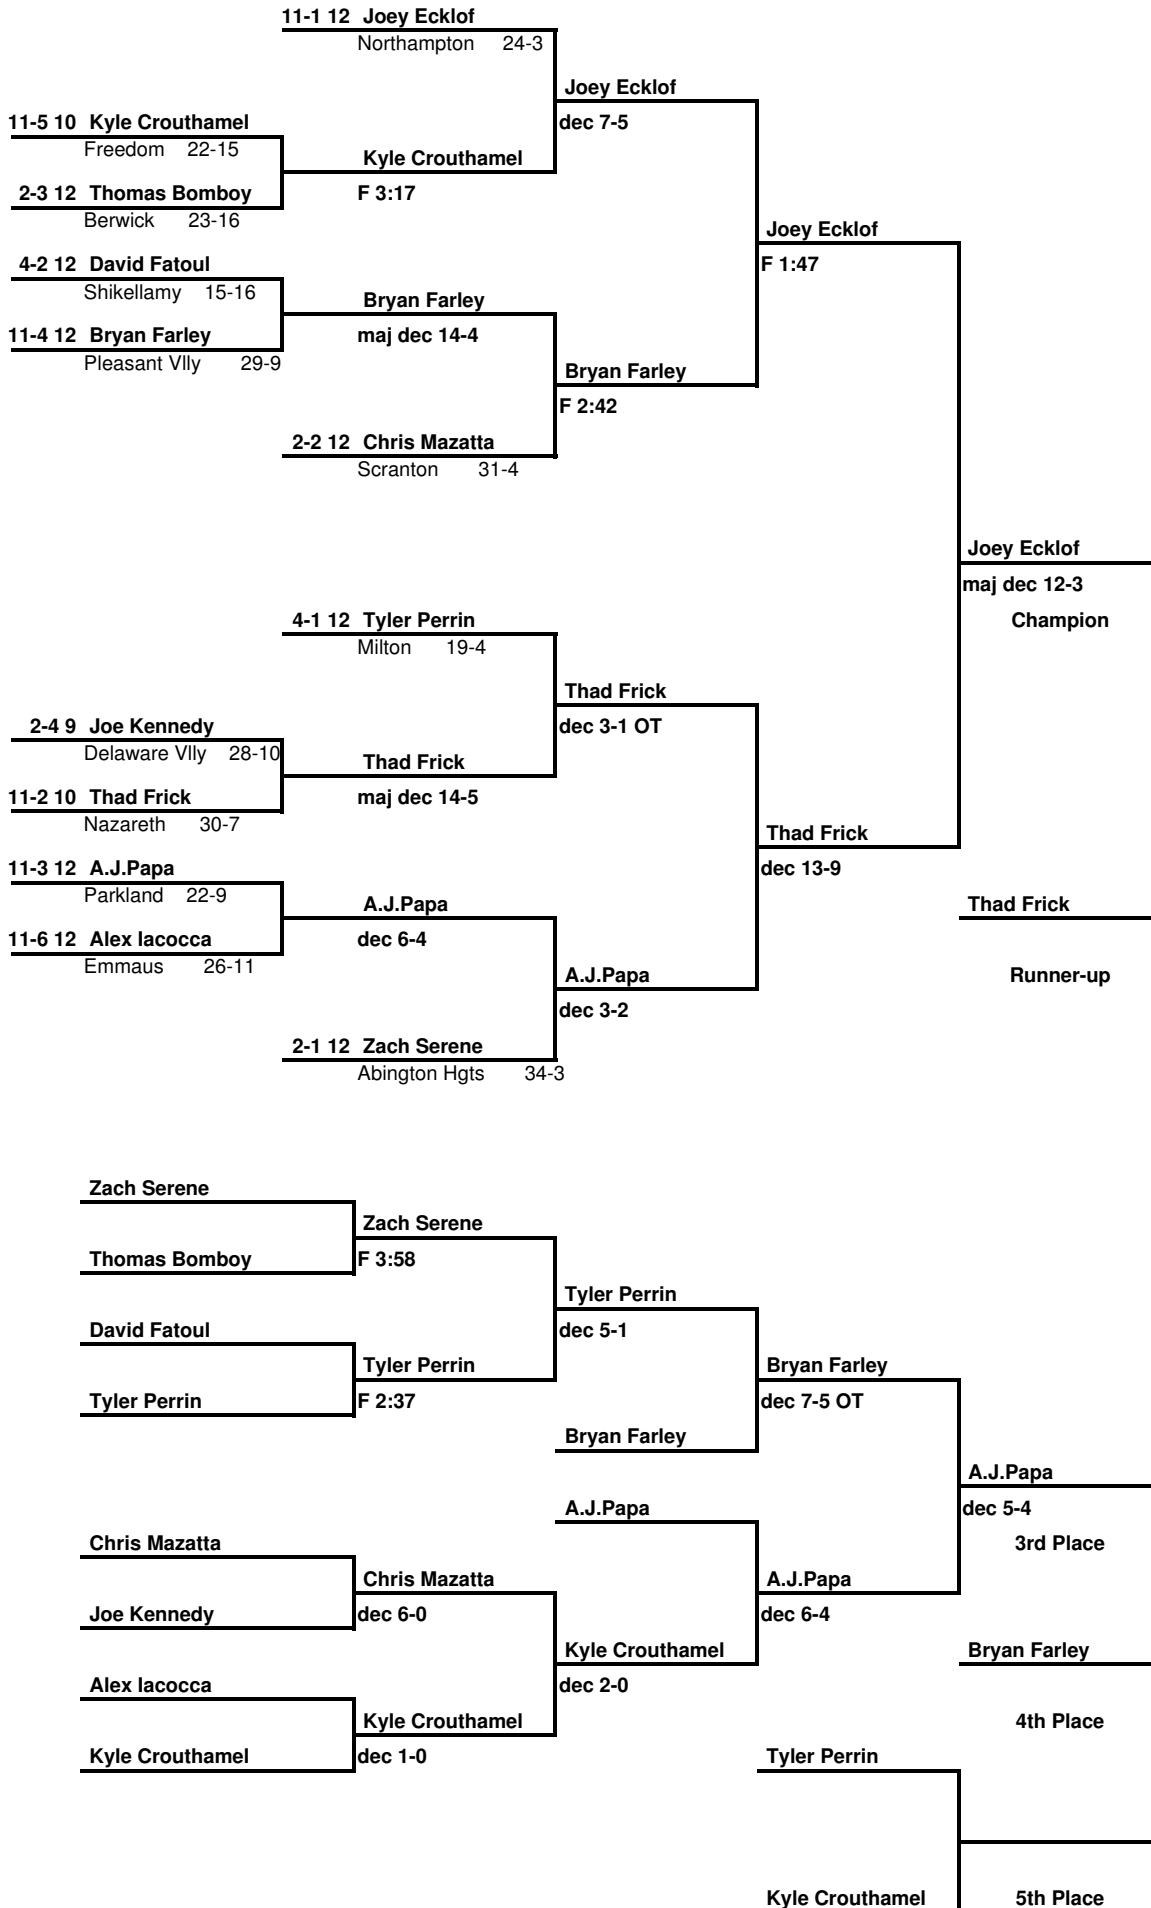 11-1 12 Joey Ecklof
Northampton 24-3
Joey Ecklof
11-5 10 Kyle Crouthamel
dec 7-5
Freedom 22-15
Kyle Crouthamel
2-3 12 Thomas Bomboy
F 3:17
Berwick 23-16
Joey Ecklof
4-2 12 David Fatoul
F 1:47
Shikellamy 15-16
Bryan Farley
11-4 12 Bryan Farley
maj dec 14-4
Pleasant Vlly 29-9
Bryan Farley
F 2:42
2-2 12 Chris Mazatta
Scranton 31-4
Joey Ecklof
maj dec 12-3
4-1 12 Tyler Perrin
Champion
Milton 19-4
Thad Frick
2-4 9 Joe Kennedy
dec 3-1 OT
Delaware Vlly 28-10
Thad Frick
11-2 10 Thad Frick
maj dec 14-5
Nazareth 30-7
Thad Frick
11-3 12 A.J.Papa
dec 13-9
Parkland 22-9
A.J.Papa
Thad Frick
11-6 12 Alex Iacocca
dec 6-4
Emmaus 26-11
A.J.Papa
Runner-up
dec 3-2
2-1 12 Zach Serene
Abington Hgts 34-3
Zach Serene
Zach Serene
Thomas Bomboy
F 3:58
Tyler Perrin
David Fatoul
dec 5-1
Tyler Perrin
Bryan Farley
Tyler Perrin
F 2:37
dec 7-5 OT
Bryan Farley
A.J.Papa
A.J.Papa
dec 5-4
Chris Mazatta
3rd Place
Chris Mazatta
A.J.Papa
Joe Kennedy
dec 6-0
dec 6-4
Kyle Crouthamel
Bryan Farley
Alex Iacocca
dec 2-0
Kyle Crouthamel
4th Place
Kyle Crouthamel
dec 1-0
Tyler Perrin
Kyle Crouthamel
5th Place